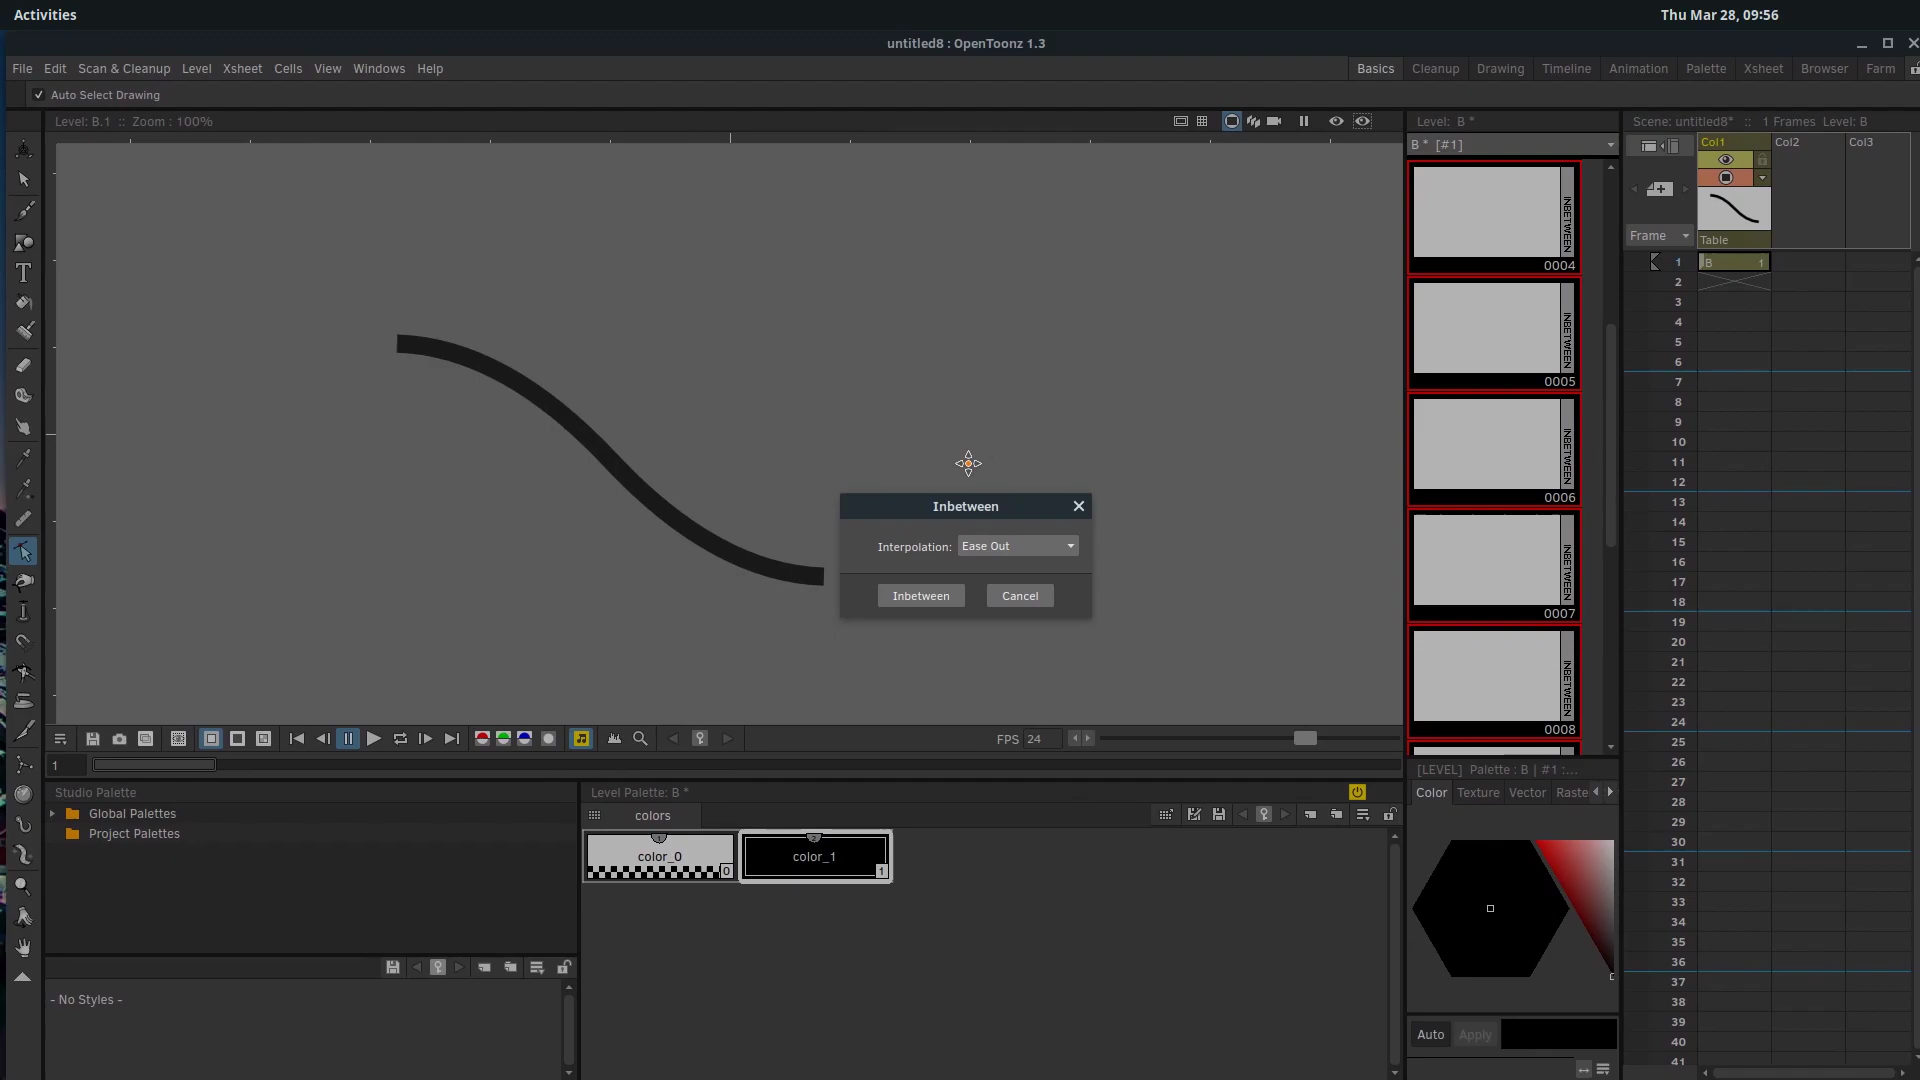 Activities
Thu Mar 28, 09:56
untitled8 : OpenToonz 1.3
File Edit Scan & Cleanup Level Xsheet Cells View Windows Help
Basics Cleanup Drawing Timeline Animation Palette Xsheet Browser Farm
Auto Select Drawing
Level: B.1 :: Zoom : 100%
Level: B *
Scene: untitled8* :: 1 Frames Level: B
B * [#1]
Col1 Col2 Col3
Frame
Table
B 1
INBETWEEN
0004
INBETWEEN
0005
INBETWEEN
0006
INBETWEEN
0007
INBETWEEN
0008
1
2
3
4
5
6
7
8
9
10
11
12
13
14
15
16
17
18
19
20
21
22
23
24
25
26
27
28
29
30
31
32
33
34
35
36
37
38
39
40
41
Inbetween
Interpolation: Ease Out
Inbetween Cancel
FPS 24
1
Studio Palette
Global Palettes
Project Palettes
- No Styles -
Level Palette: B *
colors
color_0
0
color_1
1
[LEVEL] Palette : B | #1 :...
Color Texture Vector Raste
Auto Apply